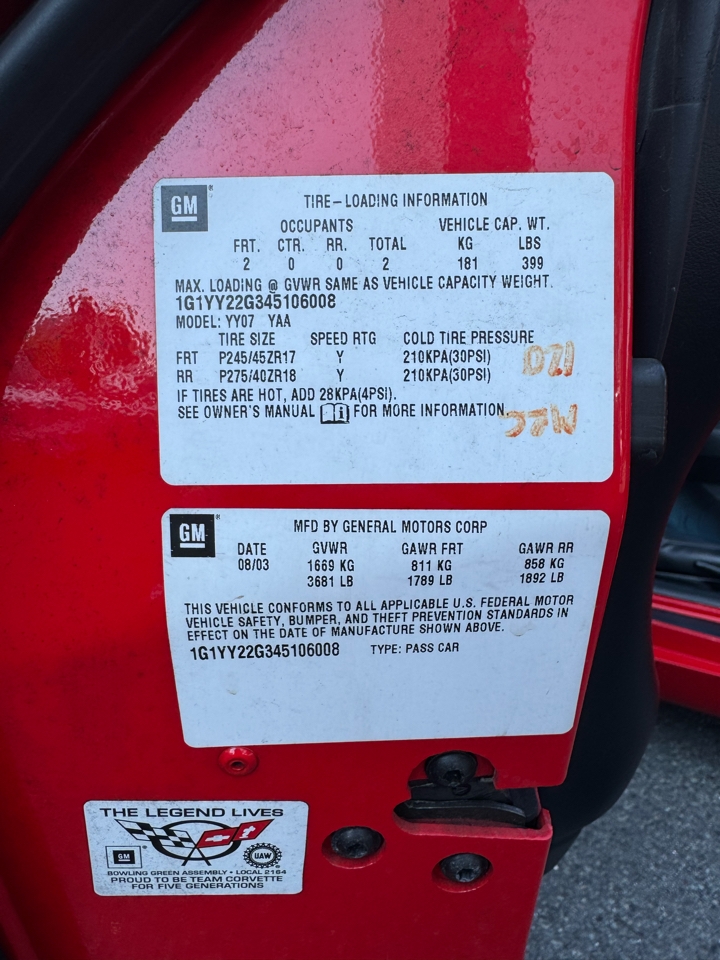 GM
TIRE-LOADING INFORMATION
OCCUPANTS VEHICLE CAP. WT.
FRT. CTR. RR. TOTAL KG LBS
2 0 0 2 181 399
MAX. LOADING @ GVWR SAME AS VEHICLE CAPACITY WEIGHT.
1G1YY22G345106008
MODEL: YY07 YAA
TIRE SIZE SPEED RTG COLD TIRE PRESSURE
FRT P245/45ZR17 Y 210KPA(30PSI)
RR P275/40ZR18 Y 210KPA(30PSI)
IF TIRES ARE HOT, ADD 28KPA(4PSI).
SEE OWNER'S MANUAL FOR MORE INFORMATION.
GM
MFD BY GENERAL MOTORS CORP
DATE GVWR GAWR FRT GAWR RR
08/03 1669 KG 811 KG 858 KG
3681 LB 1789 LB 1892 LB
THIS VEHICLE CONFORMS TO ALL APPLICABLE U.S. FEDERAL MOTOR
VEHICLE SAFETY, BUMPER, AND THEFT PREVENTION STANDARDS IN
EFFECT ON THE DATE OF MANUFACTURE SHOWN ABOVE.
1G1YY22G345106008 TYPE: PASS CAR
THE LEGEND LIVES
GM UAW
BOWLING GREEN ASSEMBLY • LOCAL 2164
PROUD TO BE TEAM CORVETTE
FOR FIVE GENERATIONS